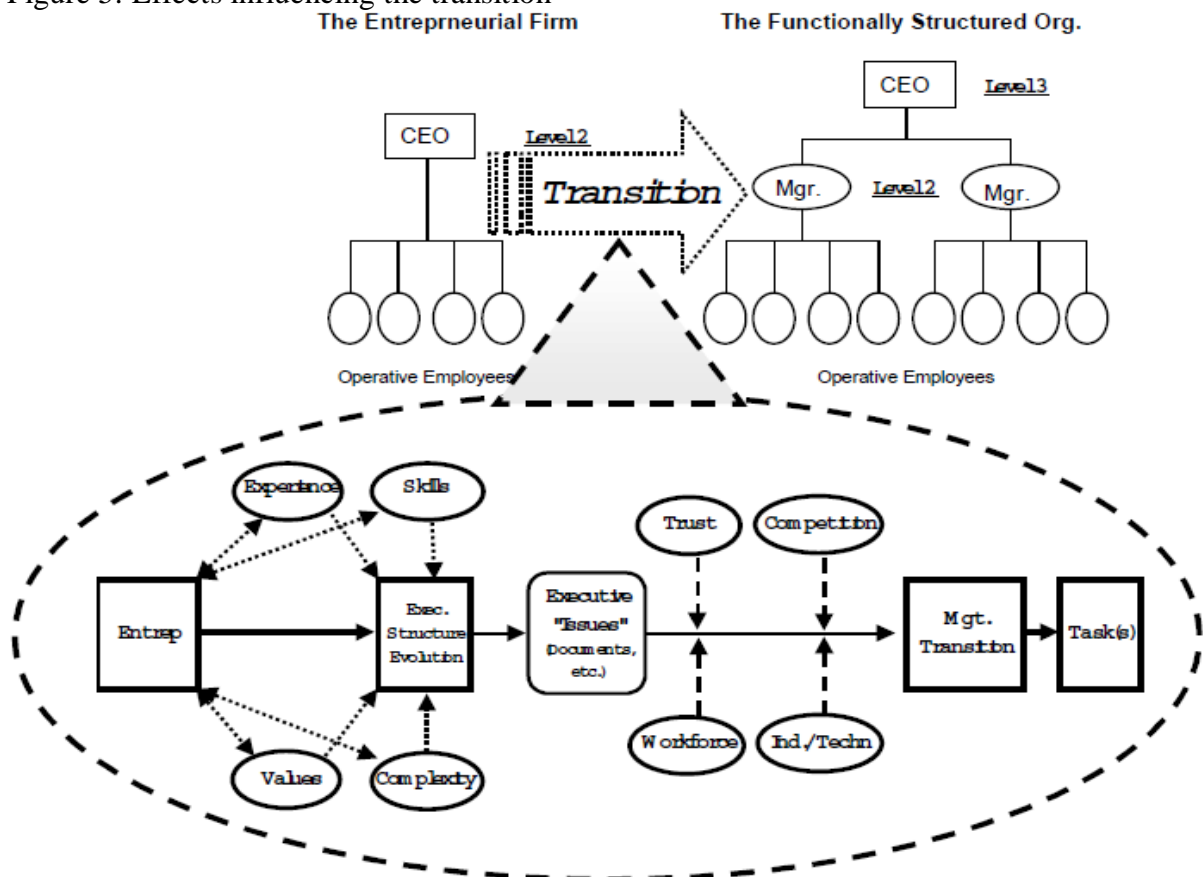 Figure 3: Effects influencing the transition
The Entreprneurial Firm
The Functionally Structured Org.
CEO
Level2
Transition
CEO
Level3
Mgr.
Level2
Mgr.
Operative Employees
Operative Employees
Experience
Skills
Trust
Competition
Entrep
Exec.
Structure
Evolution
Executive
"Issues"
(Documents,
etc.)
Mgt.
Transition
Task(s)
Values
Complexity
Workforce
Ind./Techn